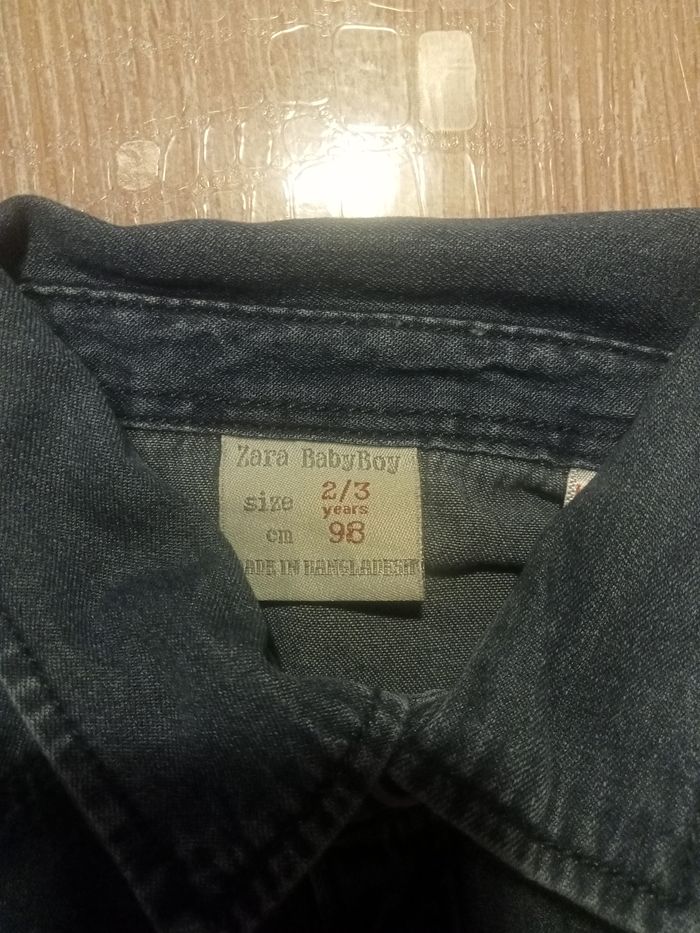 Zara BabyBoy
size 2/3
years
cm 98
ADE IN BANGLADESH